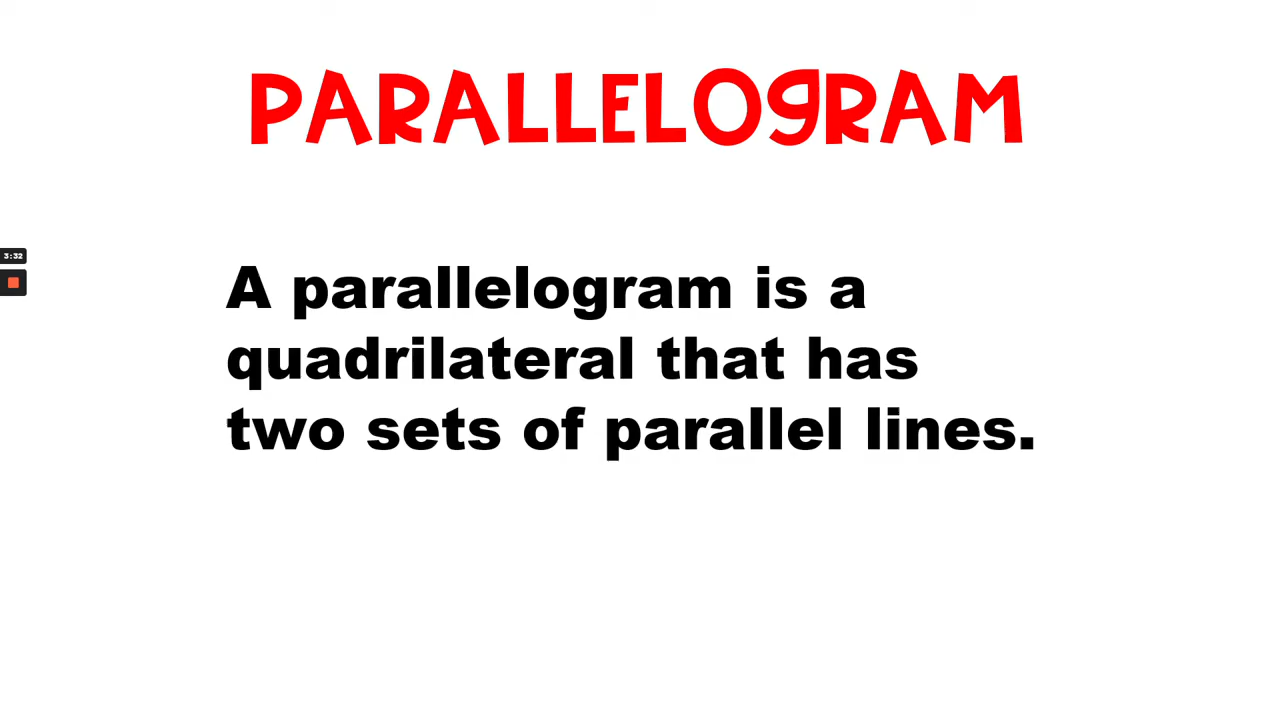 PARALLELOGRAM
3:32
A parallelogram is a
quadrilateral that has
two sets of parallel lines.